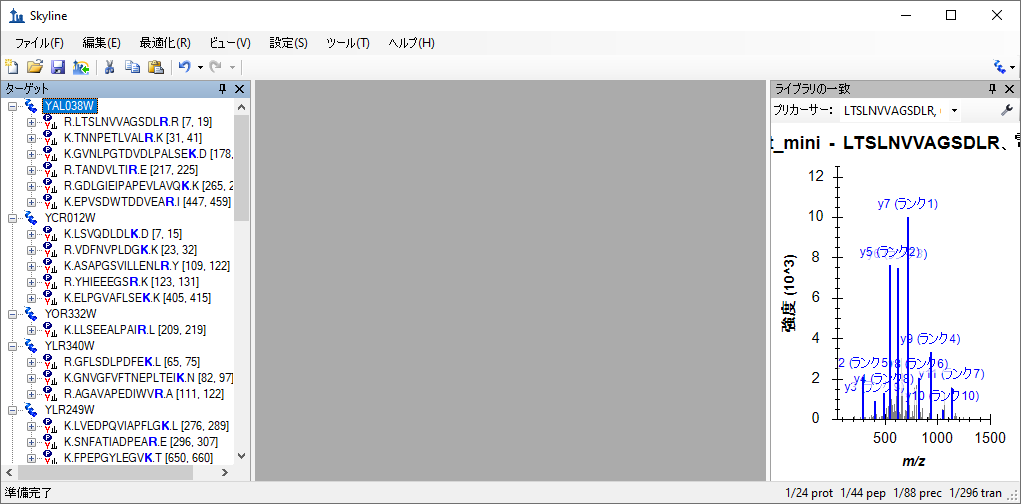 Skyline
ファイル(F) 編集(E) 最適化(R) ビュー(V) 設定(S) ツール(T) ヘルプ(H)
ターゲット
YAL038W
R.LTSLNVVAGSDLR.R [7, 19]
K.TNNPETLVALR.K [31, 41]
K.GVNLPGTDVDLPALSEK.D [178,
R.TANDVLTIR.E [217, 225]
R.GDLGIEIPAPEVLAVQK.K [265, 2
K.EPVSDWTDDVEAR.I [447, 459]
YCR012W
K.LSVQDLDLK.D [7, 15]
R.VDFNVPLDGK.K [23, 32]
K.ASAPGSVILLENLR.Y [109, 122]
R.YHIEEEGSR.K [123, 131]
K.ELPGVAFLSEK.K [405, 415]
YOR332W
K.LLSEEALPAIR.L [209, 219]
YLR340W
R.GFLSDLPDFEK.L [65, 75]
K.GNVGFVFTNEPLTEIK.N [82, 97]
R.AGAVAPEDIWVR.A [111, 122]
YLR249W
K.LVEDPQVIAPFLGK.L [276, 289]
K.SNFATIADPEAR.E [296, 307]
K.FPEPGYLEGVK.T [650, 660]
ライブラリの一致
プリカーサー: LTSLNVVAGSDLR,
t_mini - LTSLNVVAGSDLR、
12
y7 (ランク1)
10
y5 (ランク2)
8
強度 (10^3)
6
y9 (ランク4)
4
2 (ランク5)
8 (ランク6)
(ランク7)
y4 (ランク8)
2
y10 (ランク10)
0
500 1000 1500
m/z
準備完了
1/24 prot 1/44 pep 1/88 prec 1/296 tran